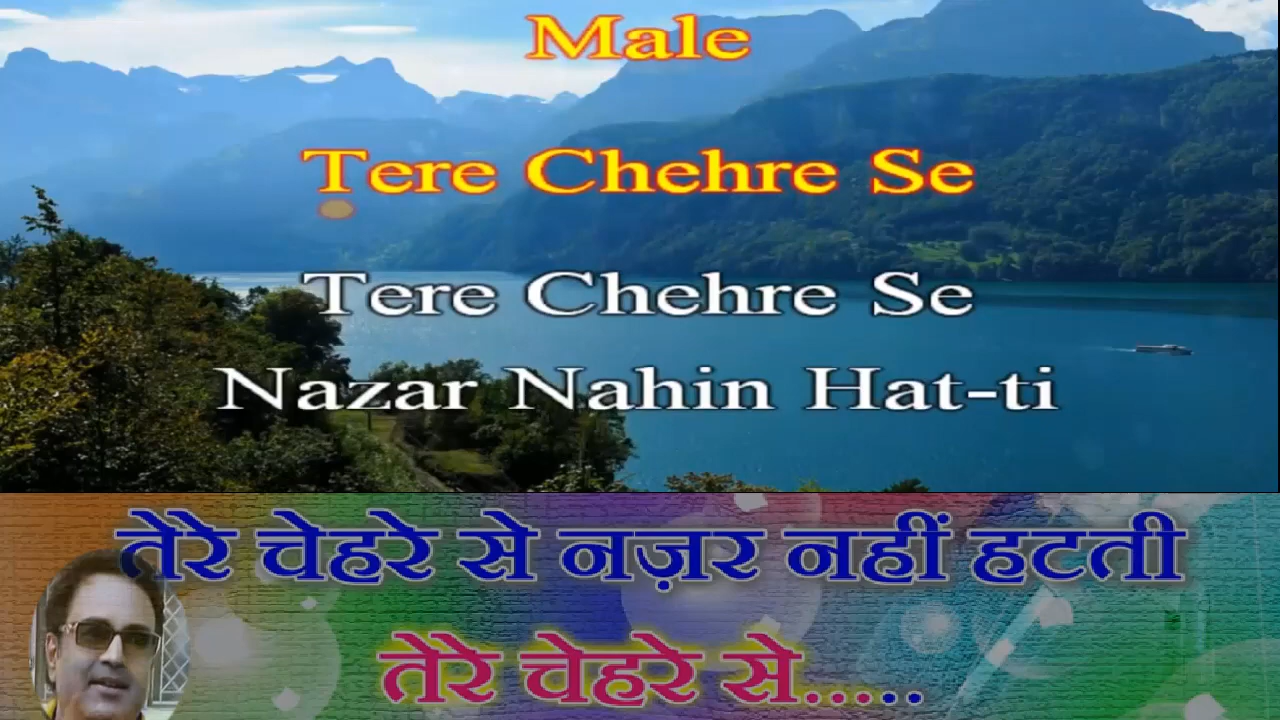 Male
Tere Chehre Se
Tere Chehre Se
Nazar Nahin Hat-ti
तेरे चेहरे से नज़र नहीं हटती
तेरे चेहरे से.....